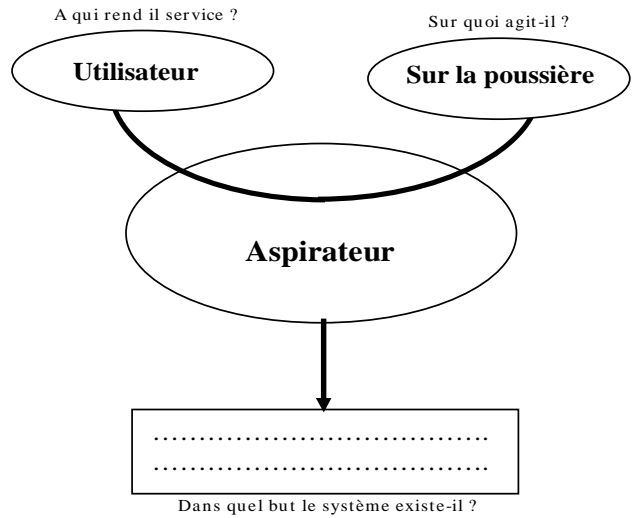 A qui rend il service ?
Sur quoi agit-il ?
Utilisateur
Sur la poussière
Aspirateur
.......................................
.......................................
Dans quel but le système existe-il ?